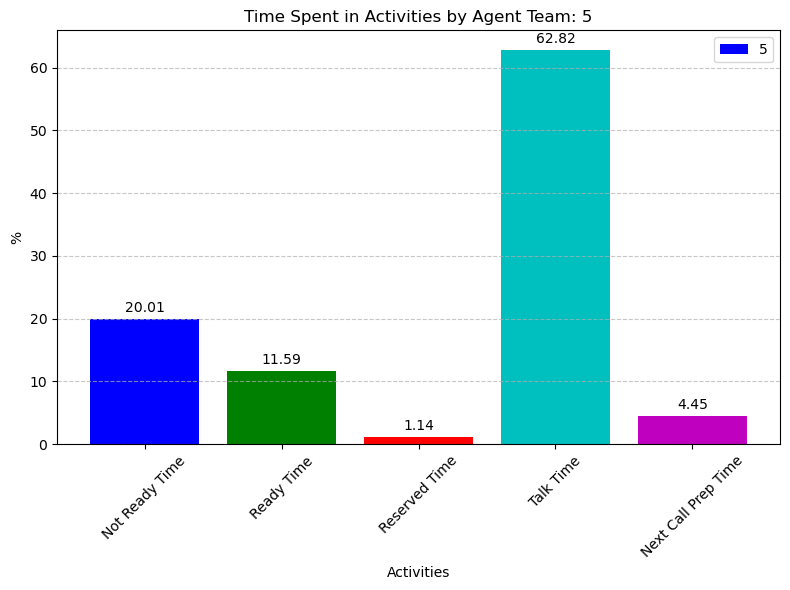 Time Spent in Activities by Agent Team: 5
5
%
60
50
40
30
20
10
0
20.01
11.59
1.14
62.82
4.45
Not Ready Time
Ready Time
Reserved Time
Talk Time
Next Call Prep Time
Activities